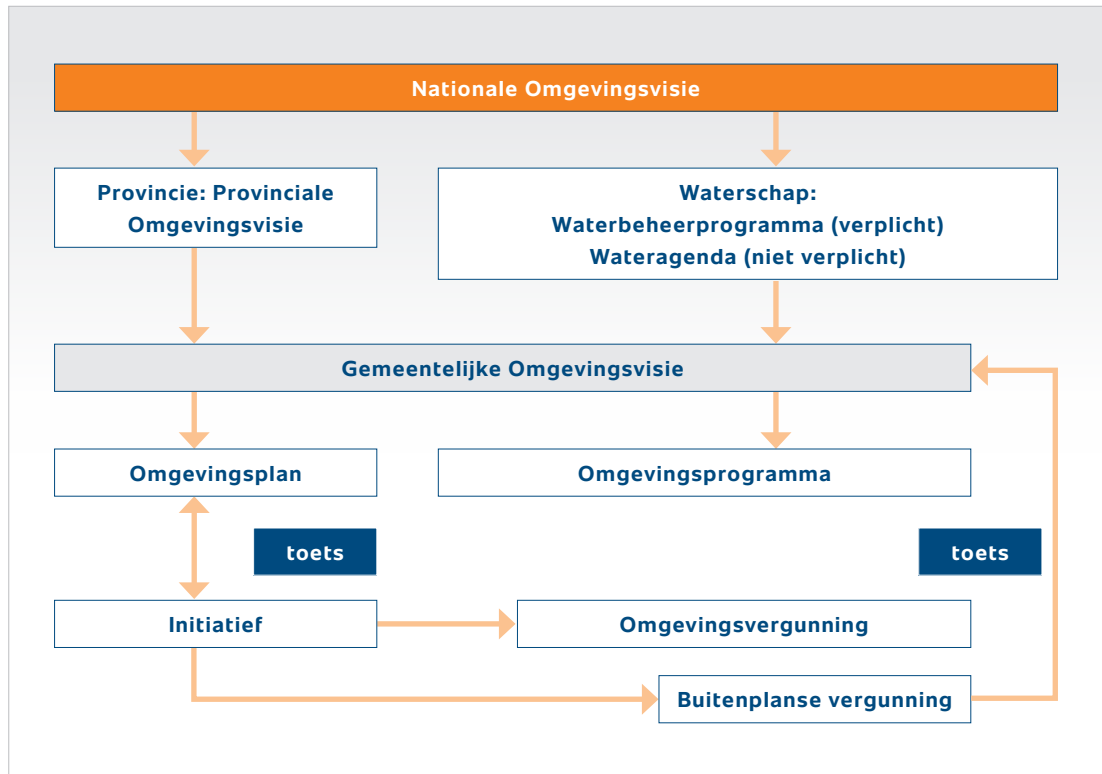 Nationale Omgevingsvisie
Provincie: Provinciale
Omgevingsvisie
Waterschap:
Waterbeheerprogramma (verplicht)
Wateragenda (niet verplicht)
Gemeentelijke Omgevingsvisie
Omgevingsplan
Omgevingsprogramma
toets
toets
Initiatief
Omgevingsvergunning
Buitenplanse vergunning